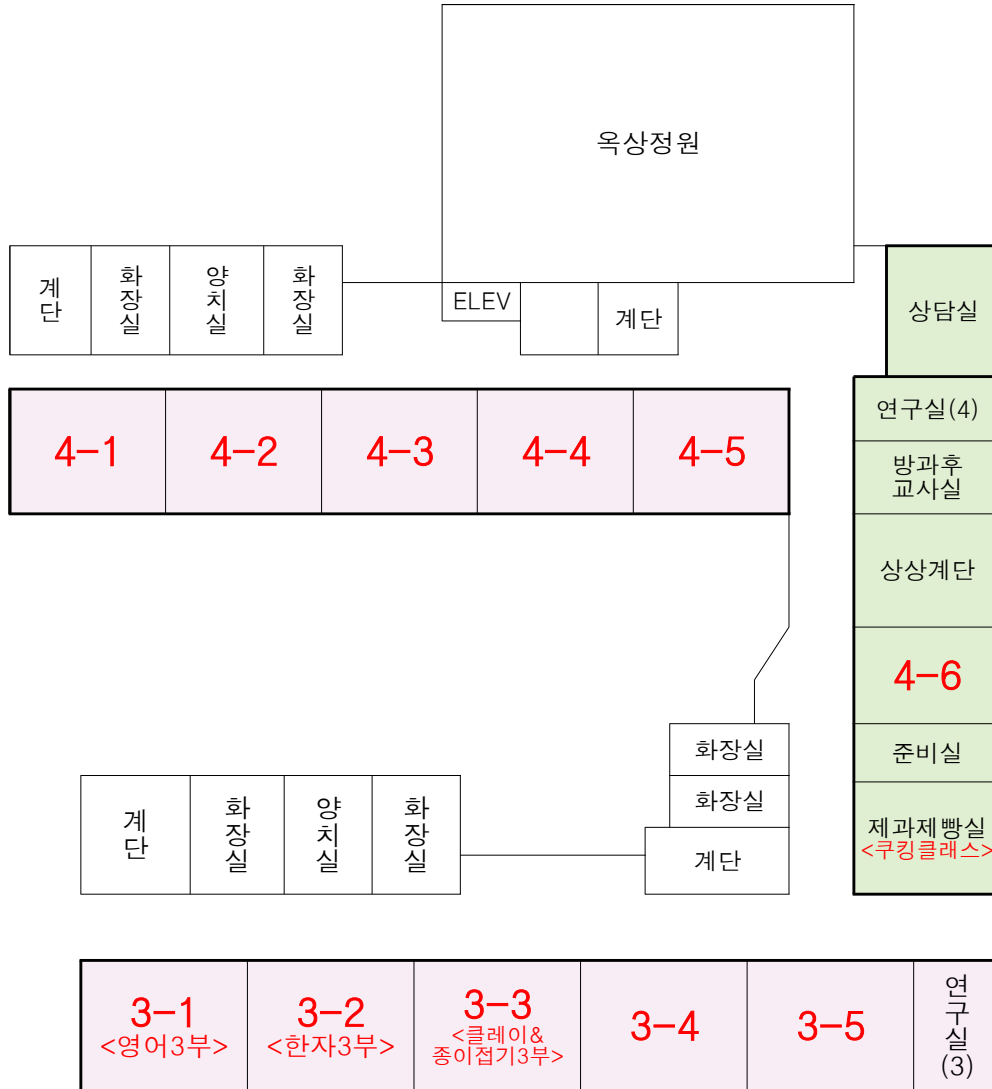 옥상정원
계단
화장실
양치실
화장실
ELEV
계단
상담실
4-1
4-2
4-3
4-4
4-5
연구실(4)
방과후
교사실
상상계단
4-6
준비실
제과제빵실
<쿠킹클래스>
화장실
화장실
계단
계단
화장실
양치실
화장실
3-1
<영어3부>
3-2
<한자3부>
3-3
<클레이&
종이접기3부>
3-4
3-5
연구실
(3)